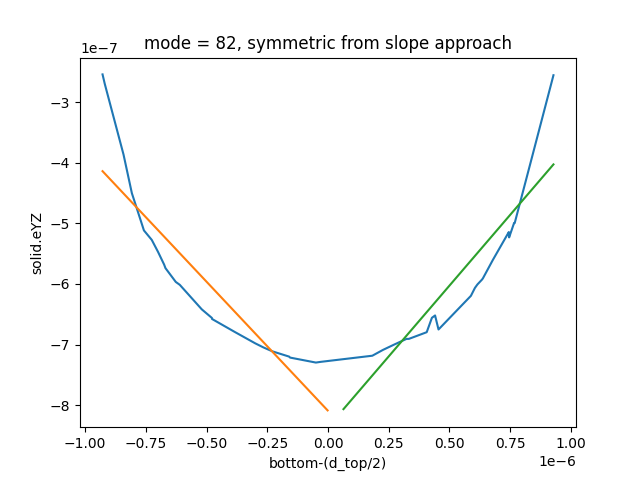 mode = 82, symmetric from slope approach
1e−7
−3
−4
−5
−6
−7
−8
solid.eYZ
−1.00 −0.75 −0.50 −0.25 0.00 0.25 0.50 0.75 1.00
bottom-(d_top/2)
1e−6